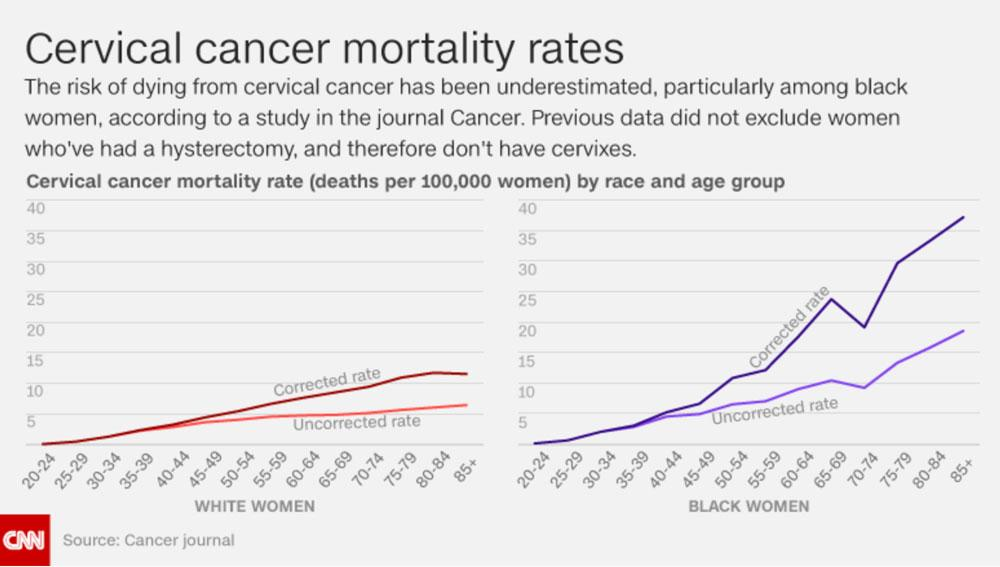 Cervical cancer mortality rates
The risk of dying from cervical cancer has been underestimated, particularly among black
women, according to a study in the journal Cancer. Previous data did not exclude women
who've had a hysterectomy, and therefore don't have cervixes.
Cervical cancer mortality rate (deaths per 100,000 women) by race and age group
40
35
30
25
20
15
10
5
Corrected rate
Uncorrected rate
20-24 25-29 30-34 35-39 40-44 45-49 50-54 55-59 60-64 65-69 70-74 75-79 80-84 85+
WHITE WOMEN
40
35
30
25
20
15
10
5
Corrected rate
Uncorrected rate
20-24 25-29 30-34 35-39 40-44 45-49 50-54 55-59 60-64 65-69 70-74 75-79 80-84 85+
BLACK WOMEN
CNN
Source: Cancer journal